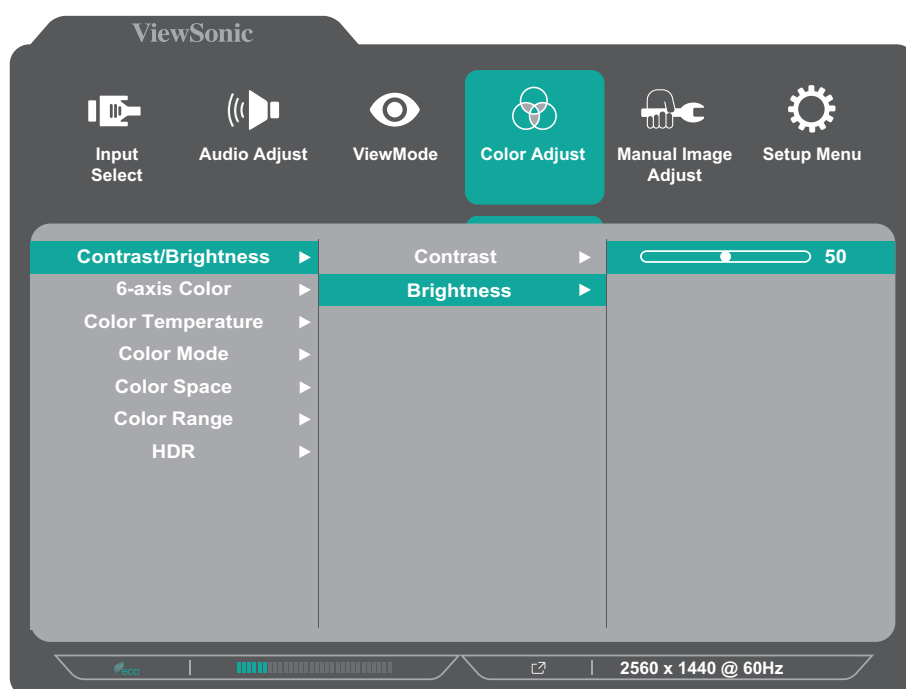 ViewSonic
Input Select
Audio Adjust
ViewMode
Color Adjust
Manual Image Adjust
Setup Menu
Contrast/Brightness
Contrast
50
6-axis Color
Brightness
Color Temperature
Color Mode
Color Space
Color Range
HDR
eco
2560 x 1440 @ 60Hz